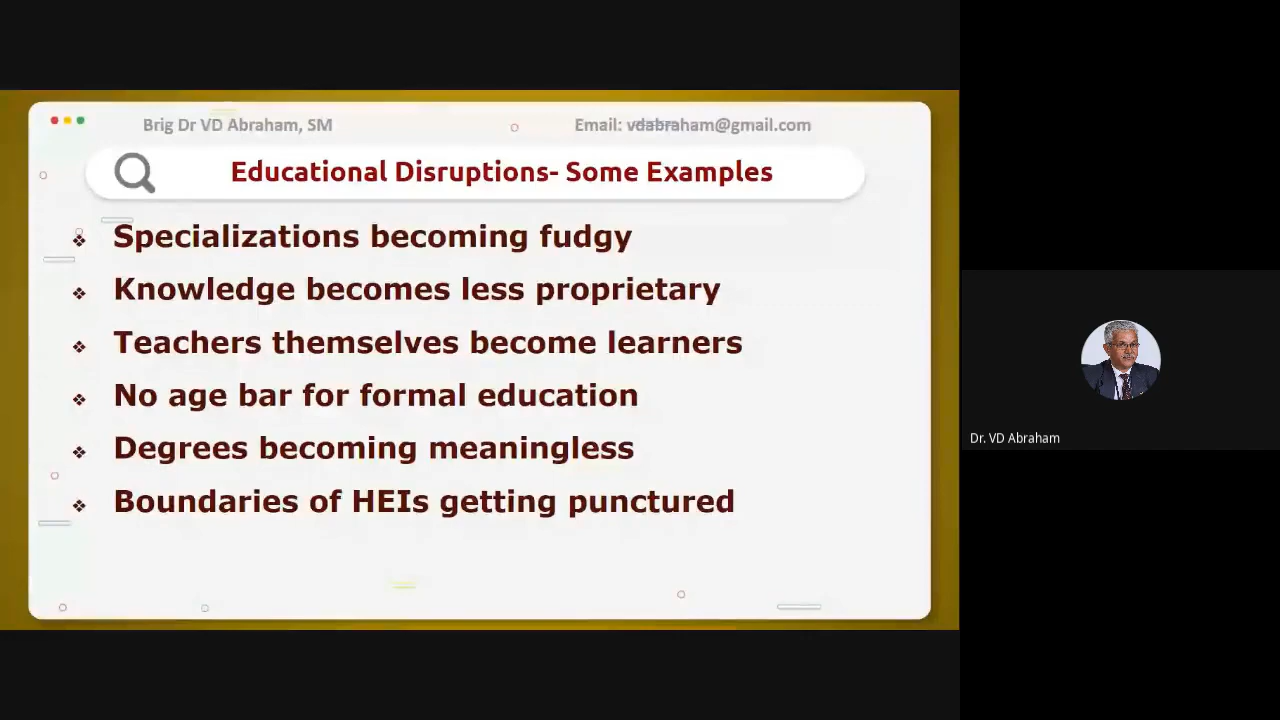 Brig Dr VD Abraham, SM
Email: vdabraham@gmail.com
Educational Disruptions- Some Examples
❖ Specializations becoming fudgy
❖ Knowledge becomes less proprietary
❖ Teachers themselves become learners
❖ No age bar for formal education
❖ Degrees becoming meaningless
❖ Boundaries of HEIs getting punctured
Dr. VD Abraham